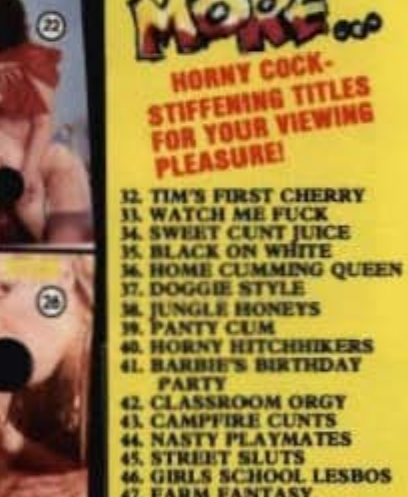 22
MORE...
HORNY COCK-
STIFFENING TITLES
FOR YOUR VIEWING
PLEASURE!
32. TIM'S FIRST CHERRY
33. WATCH ME FUCK
34. SWEET CUNT JUICE
35. BLACK ON WHITE
36. HOME CUMMING QUEEN
37. DOGGIE STYLE
38. JUNGLE HONEYS
39. PANTY CUM
40. HORNY HITCHHIKERS
41. BARBIE'S BIRTHDAY
PARTY
42. CLASSROOM ORGY
43. CAMPFIRE CUNTS
44. NASTY PLAYMATES
45. STREET SLUTS
46. GIRLS SCHOOL LESBOS
47. FARM FANTASY
26